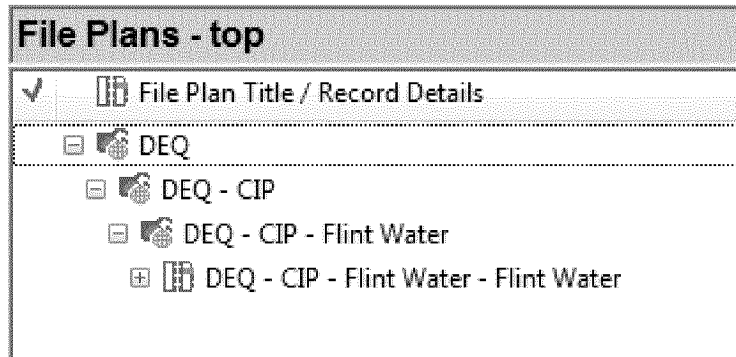 File Plans - top
File Plan Title / Record Details
DEQ
DEQ - CIP
DEQ - CIP - Flint Water
DEQ - CIP - Flint Water - Flint Water